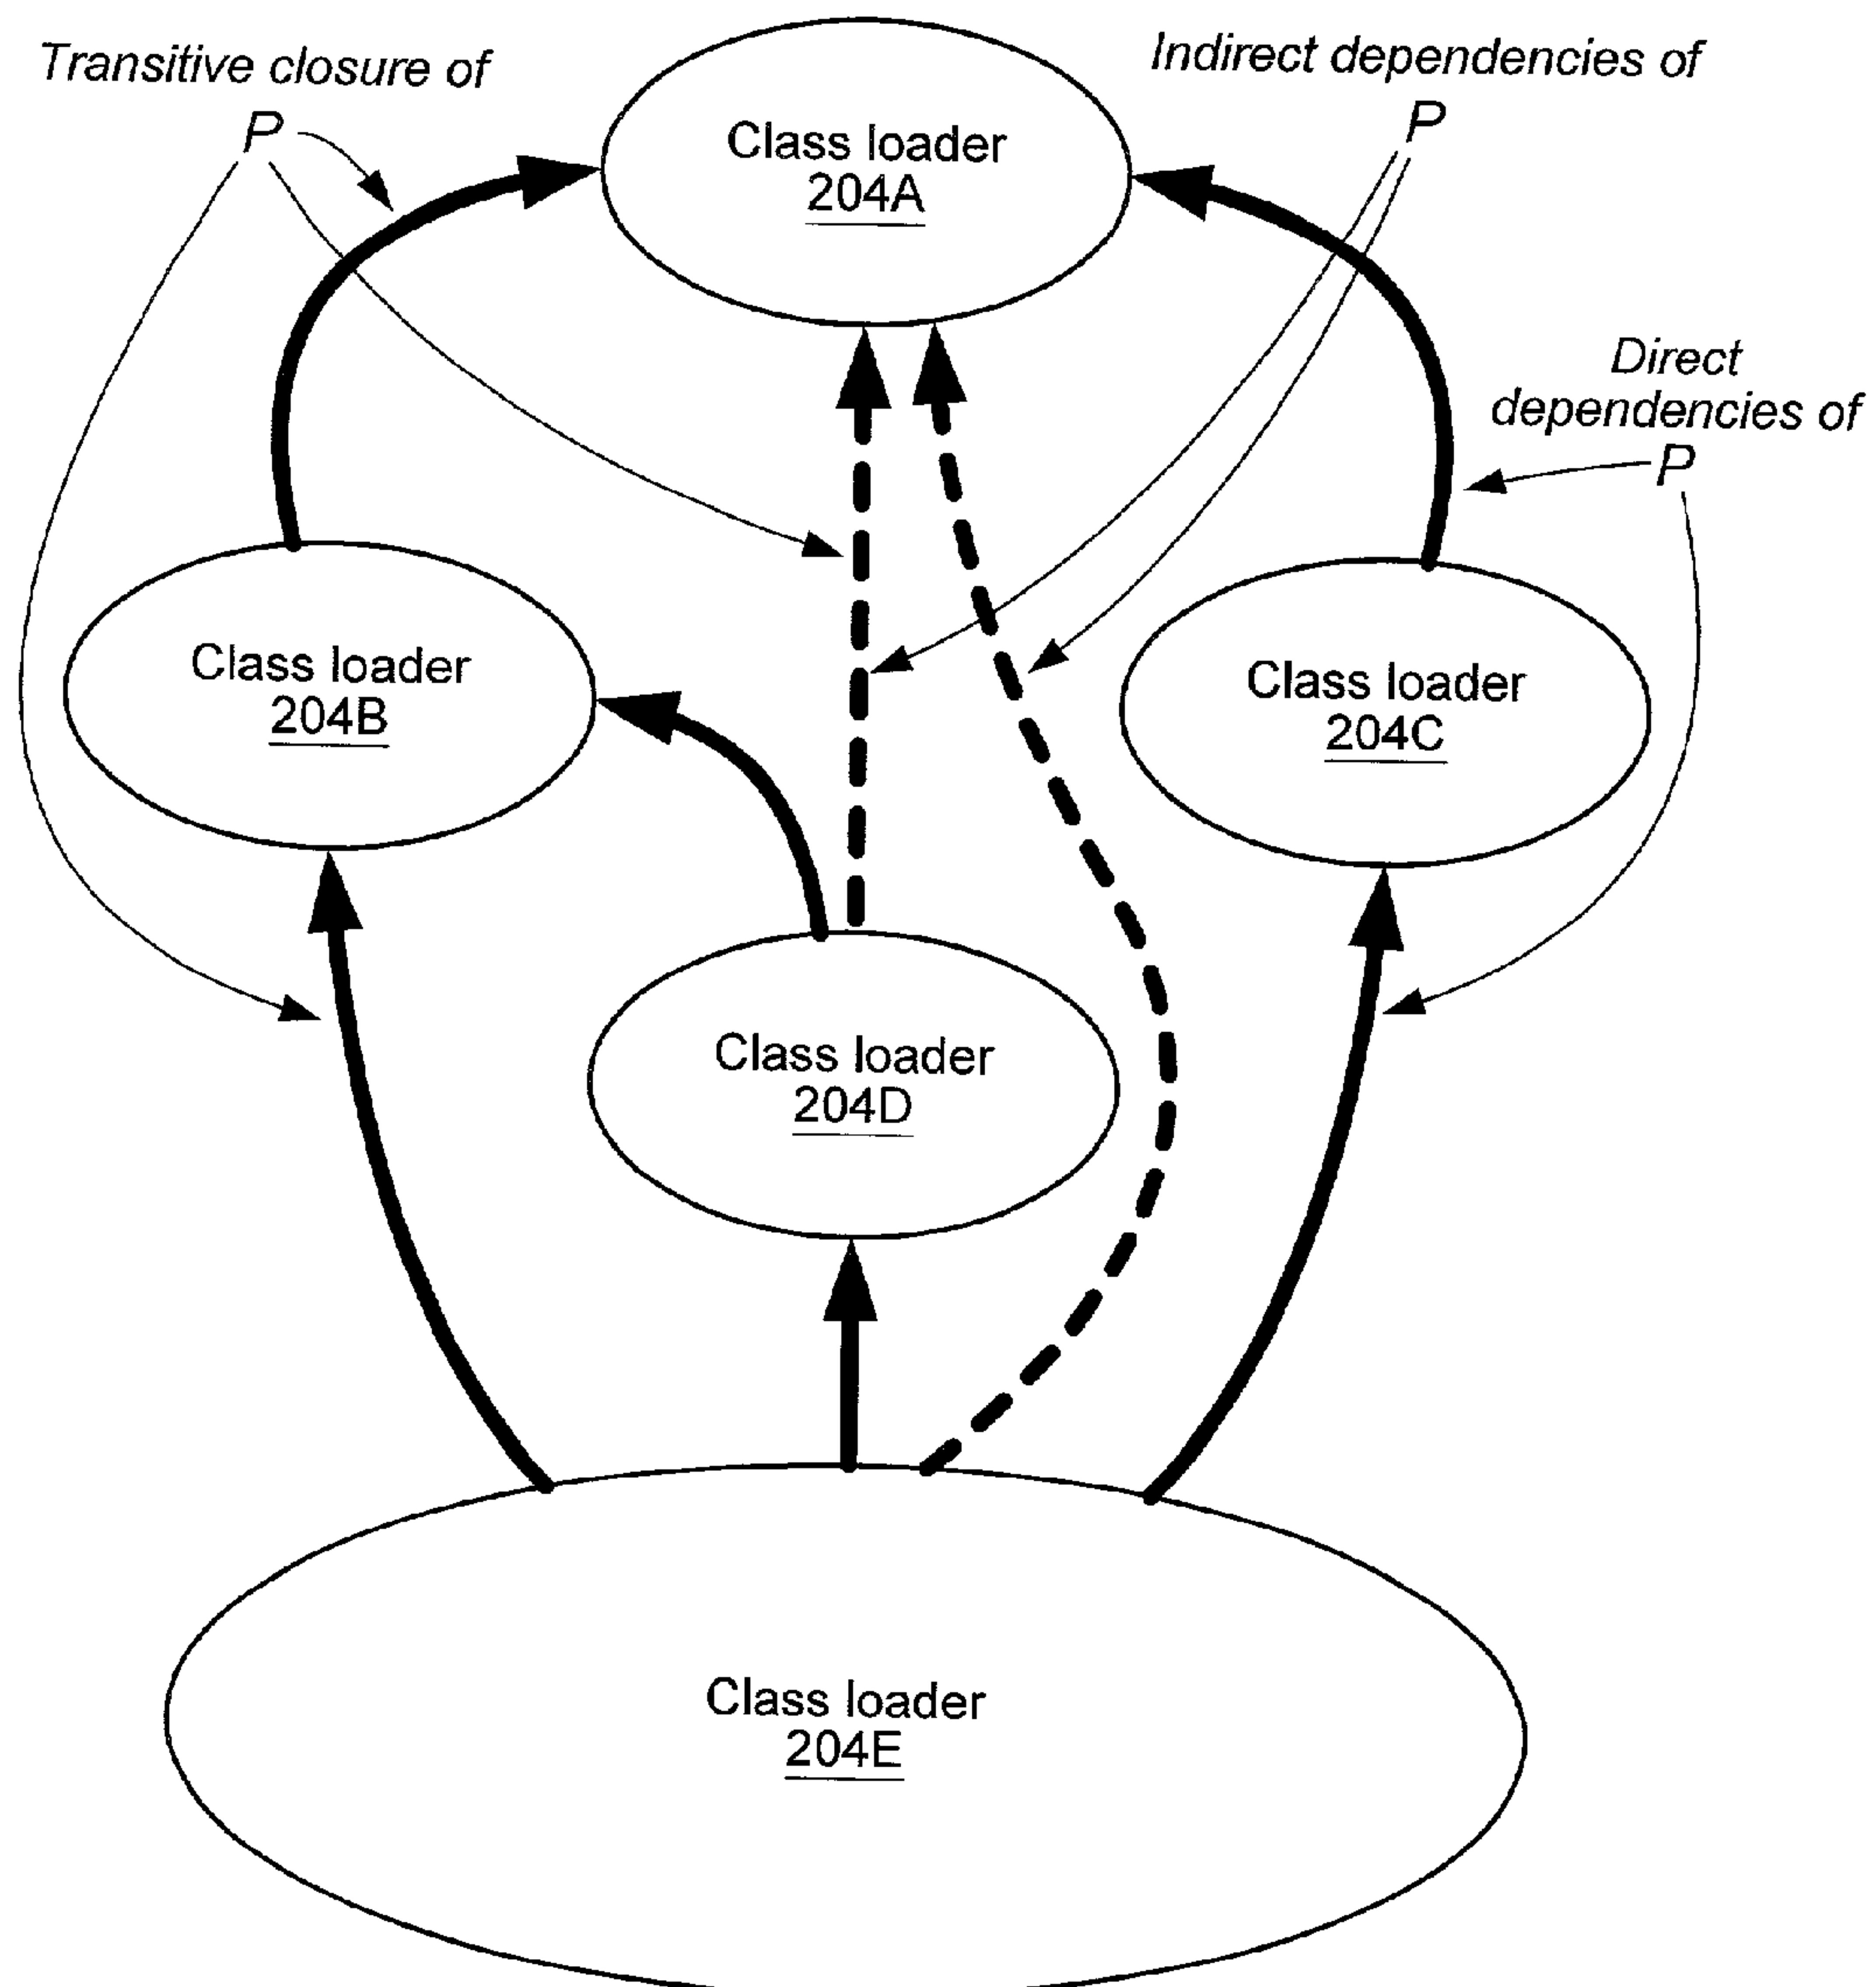 Transitive closure of
P
Indirect dependencies of
P
Class loader
204A
Direct
dependencies of
P
Class loader
204B
Class loader
204C
Class loader
204D
Class loader
204E